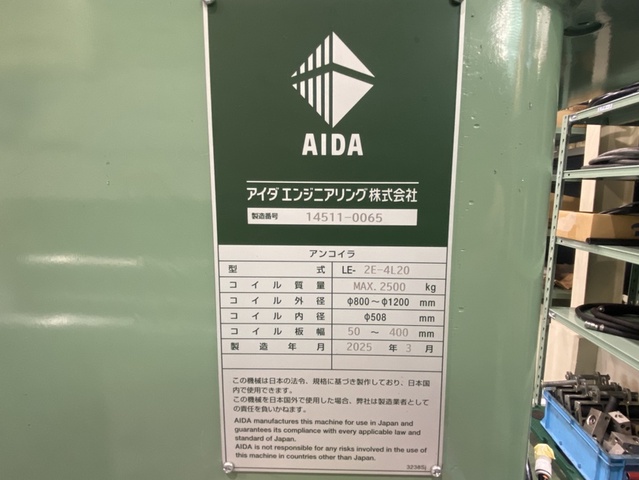 AIDA
アイダエンジニアリング株式会社
製造番号 14511-0065
アンコイラ
型式 LE- 2E-4L20
コイル質量 MAX.2500 kg
コイル外径 φ800～φ1200 mm
コイル内径 φ508 mm
コイル板幅 50 ～ 400 mm
製造年月 2025 年 3 月
この機械は日本の法令、規格に基づき製作しており、日本国
内で使用できます。
この機械を日本国外で使用した場合、弊社は製造業者として
の責任を負いかねます。
AIDA manufactures this machine for use in Japan and
guarantees its compliance with every applicable law and
standard of Japan.
AIDA is not responsible for any risks involved in the use of
this machine in countries other than Japan.
32385j